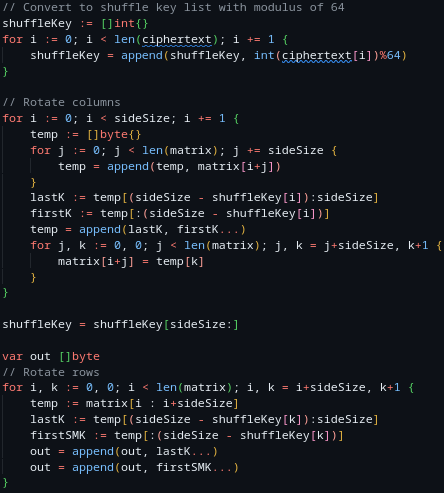 // Convert to shuffle key list with modulus of 64
shuffleKey := []int{}
for i := 0; i < len(ciphertext); i += 1 {
    shuffleKey = append(shuffleKey, int(ciphertext[i])%64)
}

// Rotate columns
for i := 0; i < sideSize; i += 1 {
    temp := []byte{}
    for j := 0; j < len(matrix); j += sideSize {
        temp = append(temp, matrix[i+j])
    }
    lastK := temp[(sideSize - shuffleKey[i]):sideSize]
    firstK := temp[:(sideSize - shuffleKey[i])]
    temp = append(lastK, firstK...)
    for j, k := 0, 0; j < len(matrix); j, k = j+sideSize, k+1 {
        matrix[i+j] = temp[k]
    }
}

shuffleKey = shuffleKey[sideSize:]

var out []byte
// Rotate rows
for i, k := 0, 0; i < len(matrix); i, k = i+sideSize, k+1 {
    temp := matrix[i : i+sideSize]
    lastK := temp[(sideSize - shuffleKey[k]):sideSize]
    firstSMK := temp[:(sideSize - shuffleKey[k])]
    out = append(out, lastK...)
    out = append(out, firstSMK...)
}